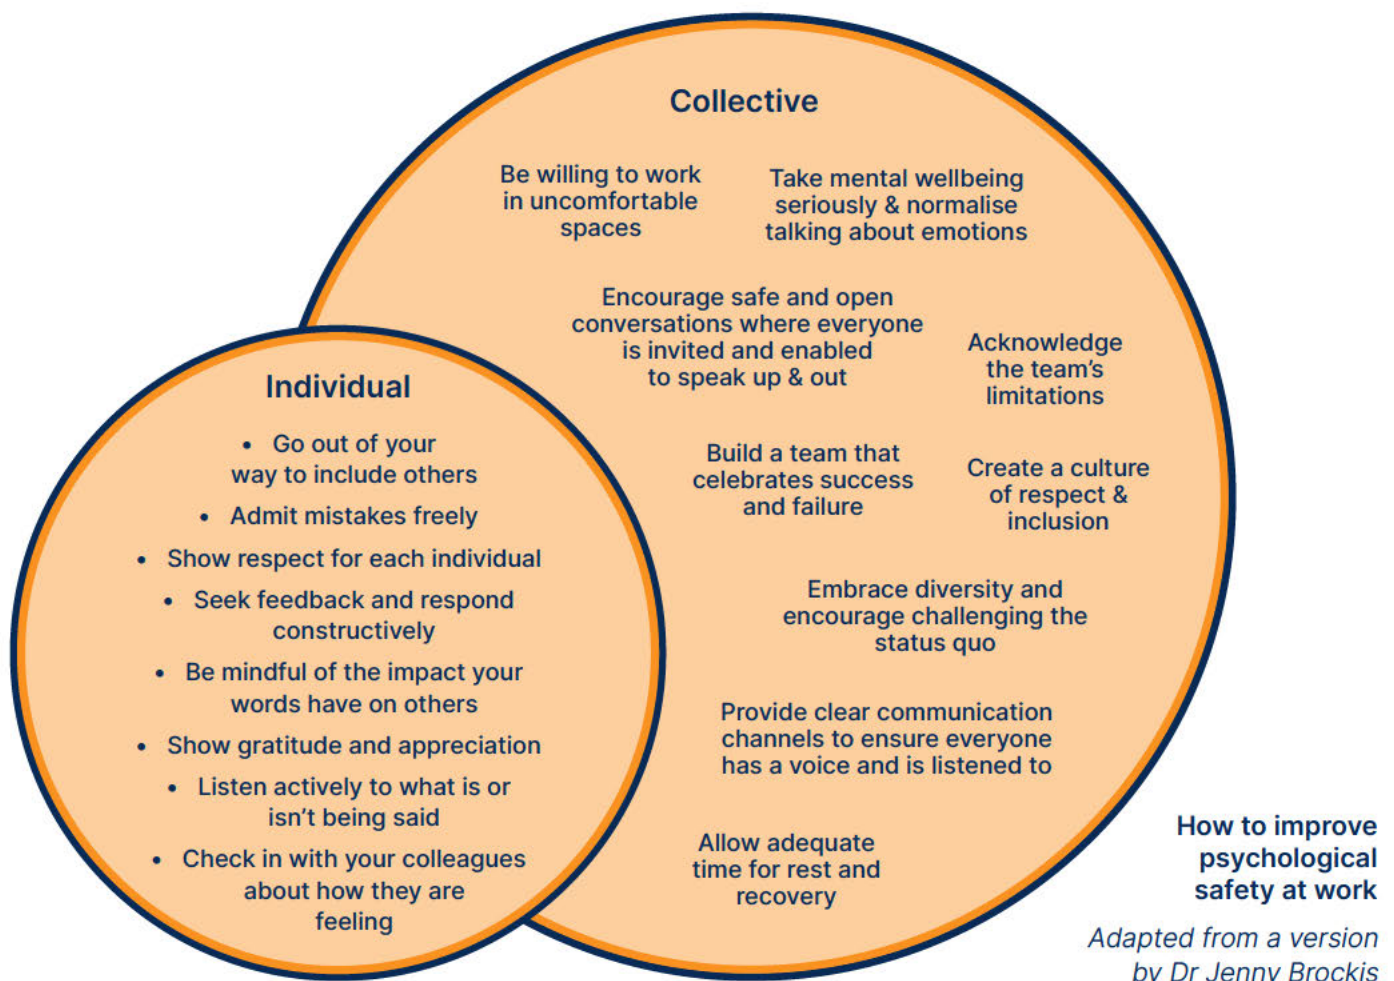 Collective
Be willing to work
in uncomfortable
spaces
Take mental wellbeing
seriously & normalise
talking about emotions
Encourage safe and open
conversations where everyone
is invited and enabled
to speak up & out
Acknowledge
the team’s
limitations
Build a team that
celebrates success
and failure
Create a culture
of respect &
inclusion
Embrace diversity and
encourage challenging the
status quo
Provide clear communication
channels to ensure everyone
has a voice and is listened to
Allow adequate
time for rest and
recovery
Individual
• Go out of your
way to include others
• Admit mistakes freely
• Show respect for each individual
• Seek feedback and respond
constructively
• Be mindful of the impact your
words have on others
• Show gratitude and appreciation
• Listen actively to what is or
isn’t being said
• Check in with your colleagues
about how they are
feeling
How to improve
psychological
safety at work
Adapted from a version
by Dr Jenny Brockis